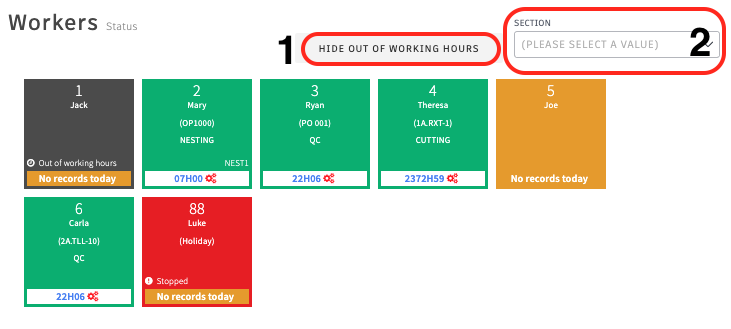 Workers Status
1
HIDE OUT OF WORKING HOURS
SECTION
(PLEASE SELECT A VALUE)
2
1
Jack
Out of working hours
No records today
2
Mary
(OP1000)
NESTING
NEST1
07H00
3
Ryan
(PO 001)
QC
22H06
4
Theresa
(1A.RXT-1)
CUTTING
2372H59
5
Joe
No records today
6
Carla
(2A.TLL-10)
QC
22H06
88
Luke
(Holiday)
Stopped
No records today